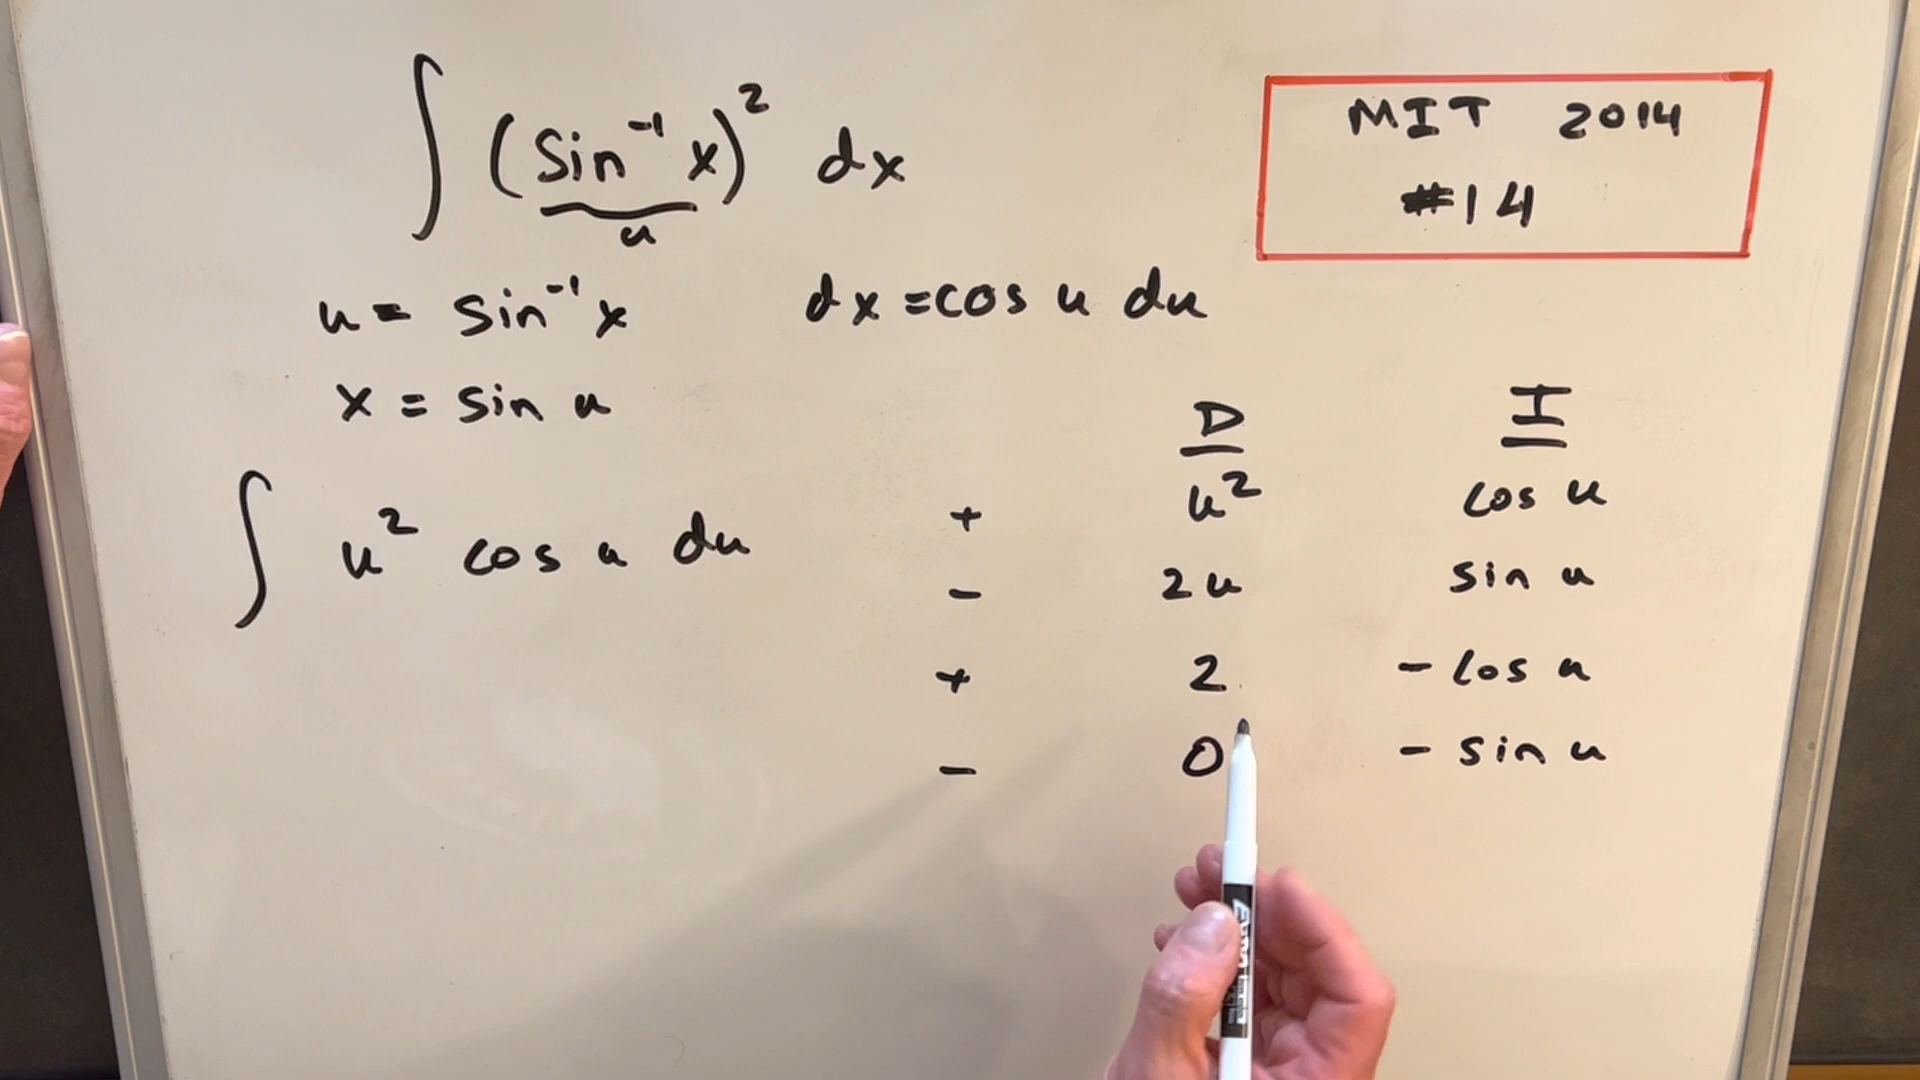 ∫ (sin⁻¹ x)² dx
u
MIT 2014
#14
u = sin⁻¹ x dx = cos u du
x = sin u
D I
∫ u² cos u du
+ u² cos u
- 2u sin u
+ 2 - cos u
- 0 - sin u